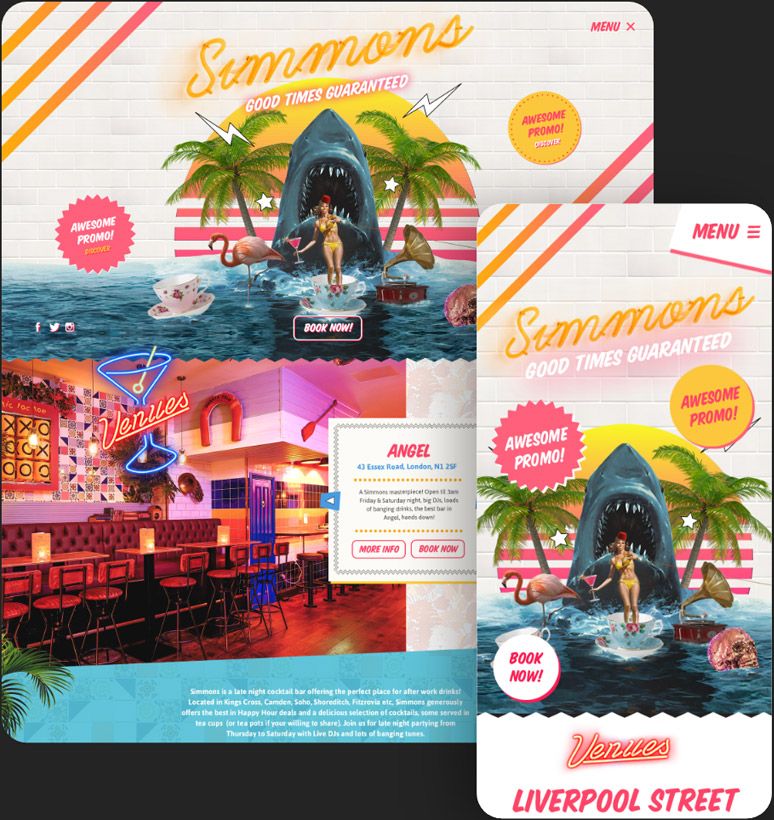 Simmons
GOOD TIMES GUARANTEED
MENU
AWESOME
PROMO!
DISCOVER
AWESOME
PROMO!
DISCOVER
BOOK NOW!
Venues
tic tac toe
ANGEL
43 Essex Road, London, N1 2SF
A Simmons masterpiece! Open til 3am
Friday & Saturday night, big DJs, loads
of banging drinks, the best bar in
Angel, hands down!
MORE INFO
BOOK NOW
Simmons is a late night cocktail bar offering the perfect place for after work drinks!
Located in Kings Cross, Camden, Soho, Shoreditch, Fitzrovia etc, Simmons generously
offers the best in Happy Hour deals and a delicious selection of cocktails, some served in
tea cups (or tea pots if your willing to share). Join us for late night partying from
Thursday to Saturday with Live DJs and lots of banging tunes.
MENU
Simmons
GOOD TIMES GUARANTEED
AWESOME
PROMO!
AWESOME
PROMO!
BOOK
NOW!
Venues
LIVERPOOL STREET